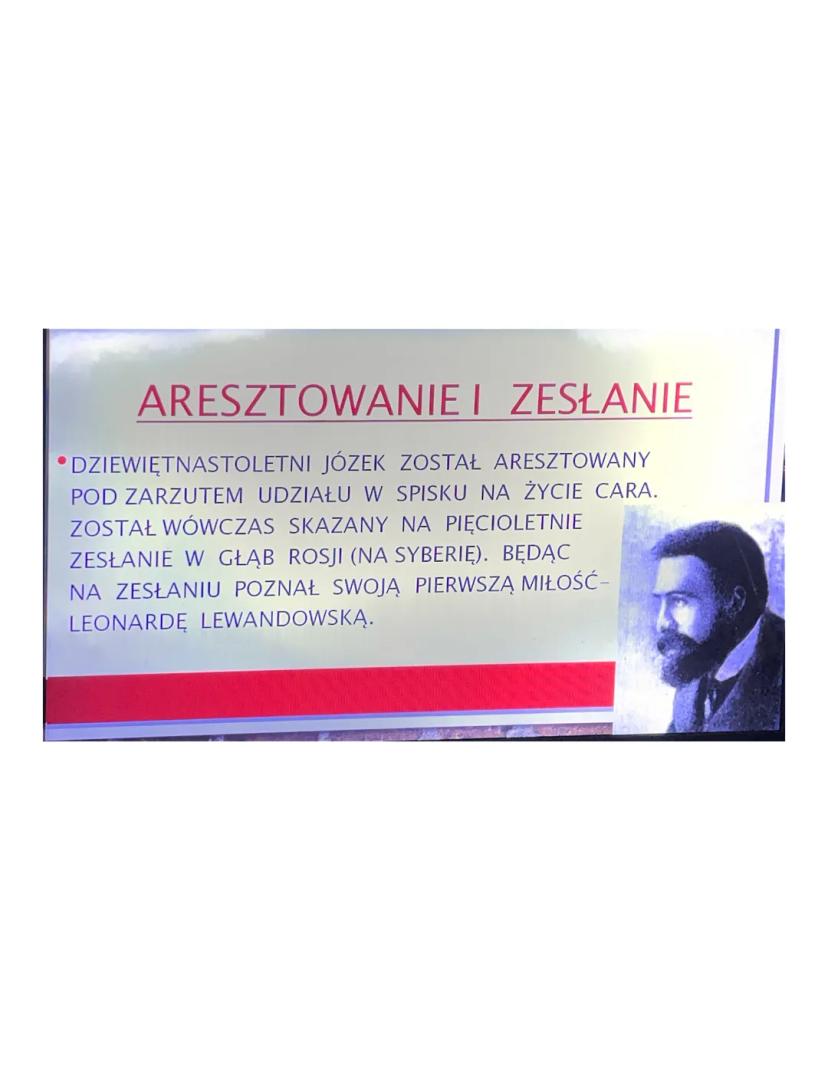 ARESZTOWANIE I ZESŁANIE
• DZIEWIĘTNASTOLETNI JÓZEK ZOSTAŁ ARESZTOWANY
POD ZARZUTEM UDZIAŁU W SPISKU NA ŻYCIE CARA.
ZOSTAŁ WÓWCZAS SKAZANY NA PIĘCIOLETNIE
ZESŁANIE W GŁĄB ROSJI (NA SYBERIĘ). BĘDĄC
NA ZESŁANIU POZNAŁ SWOJĄ PIERWSZĄ MIŁOŚĆ–
LEONARDĘ LEWANDOWSKĄ.